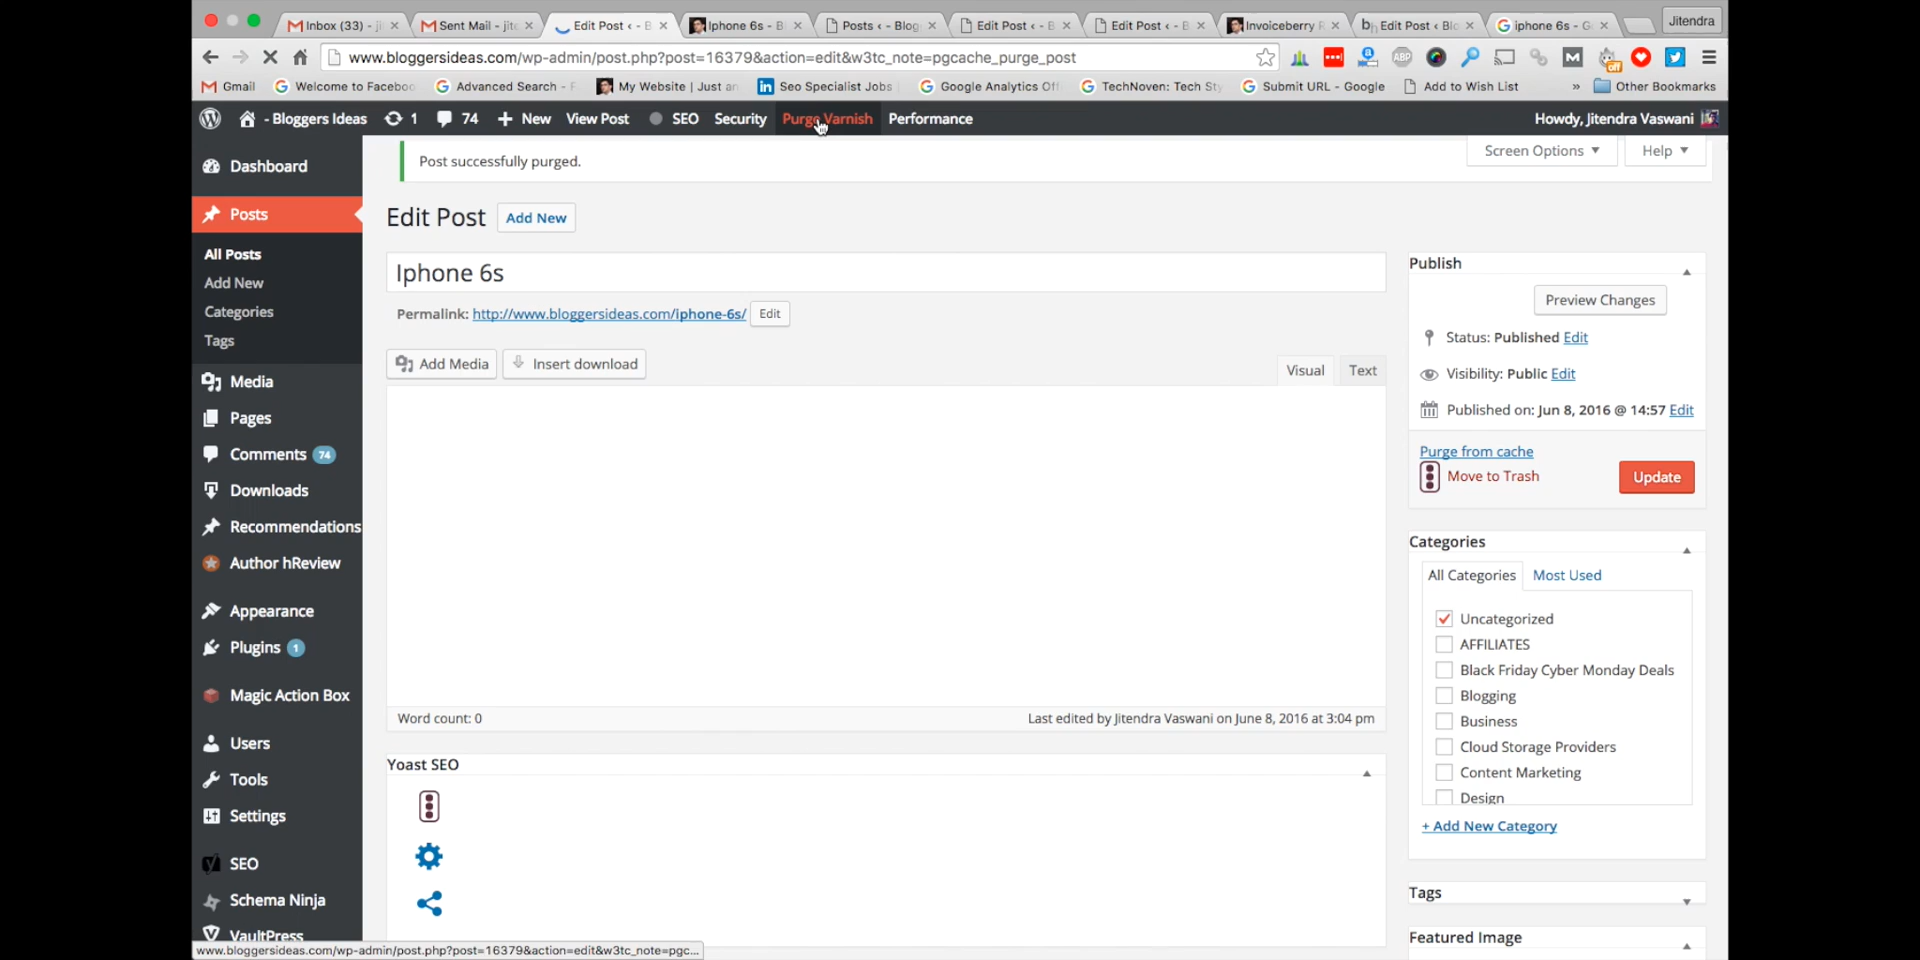 Inbox (33) - ji
Sent Mail - jite
Edit Post ‹ - B
Iphone 6s - B
Posts ‹ - Blog
Edit Post ‹ - B
Edit Post ‹ - B
Invoiceberry R
Edit Post ‹ Blo
iphone 6s - G
Jitendra
www.bloggersideas.com/wp-admin/post.php?post=16379&action=edit&w3tc_note=pgcache_purge_post
Gmail
Welcome to Faceboo
Advanced Search - F
My Website | Just an
Seo Specialist Jobs
Google Analytics Of
TechNoven: Tech St
Submit URL - Google
Add to Wish List
»
Other Bookmarks
- Bloggers Ideas
1
74
New
View Post
SEO
Security
Purge Varnish
Performance
Howdy, Jitendra Vaswani
Dashboard
Posts
All Posts
Add New
Categories
Tags
Media
Pages
Comments 74
Downloads
Recommendations
Author hReview
Appearance
Plugins 1
Magic Action Box
Users
Tools
Settings
SEO
Schema Ninja
VaultPress
Post successfully purged.
Screen Options
Help
Edit Post
Add New
Iphone 6s
Permalink: http://www.bloggersideas.com/iphone-6s/ Edit
Add Media
Insert download
Visual
Text
Word count: 0
Last edited by Jitendra Vaswani on June 8, 2016 at 3:04 pm
Yoast SEO
Publish
Preview Changes
Status: Published Edit
Visibility: Public Edit
Published on: Jun 8, 2016 @ 14:57 Edit
Purge from cache
Move to Trash
Update
Categories
All Categories
Most Used
Uncategorized
AFFILIATES
Black Friday Cyber Monday Deals
Blogging
Business
Cloud Storage Providers
Content Marketing
Design
+ Add New Category
Tags
Featured Image
www.bloggersideas.com/wp-admin/post.php?post=16379&action=edit&w3tc_note=pgc...